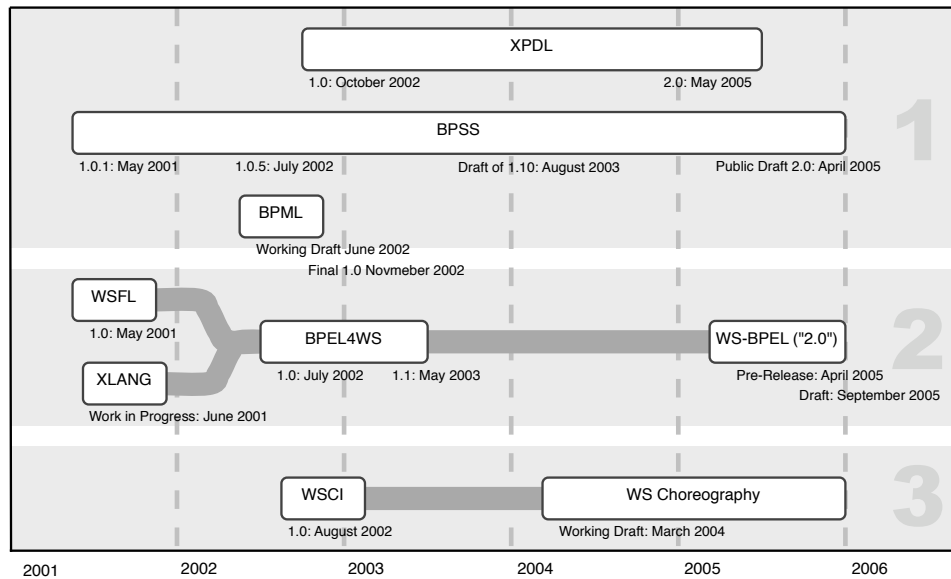 XPDL
1.0: October 2002 2.0: May 2005
1
BPSS
1.0.1: May 2001 1.0.5: July 2002 Draft of 1.10: August 2003 Public Draft 2.0: April 2005
BPML
Working Draft June 2002
Final 1.0 Novmeber 2002
WSFL
1.0: May 2001
2
BPEL4WS WS-BPEL ("2.0")
1.0: July 2002 1.1: May 2003 Pre-Release: April 2005
XLANG
Draft: September 2005
Work in Progress: June 2001
3
WSCI WS Choreography
1.0: August 2002 Working Draft: March 2004
2001 2002 2003 2004 2005 2006